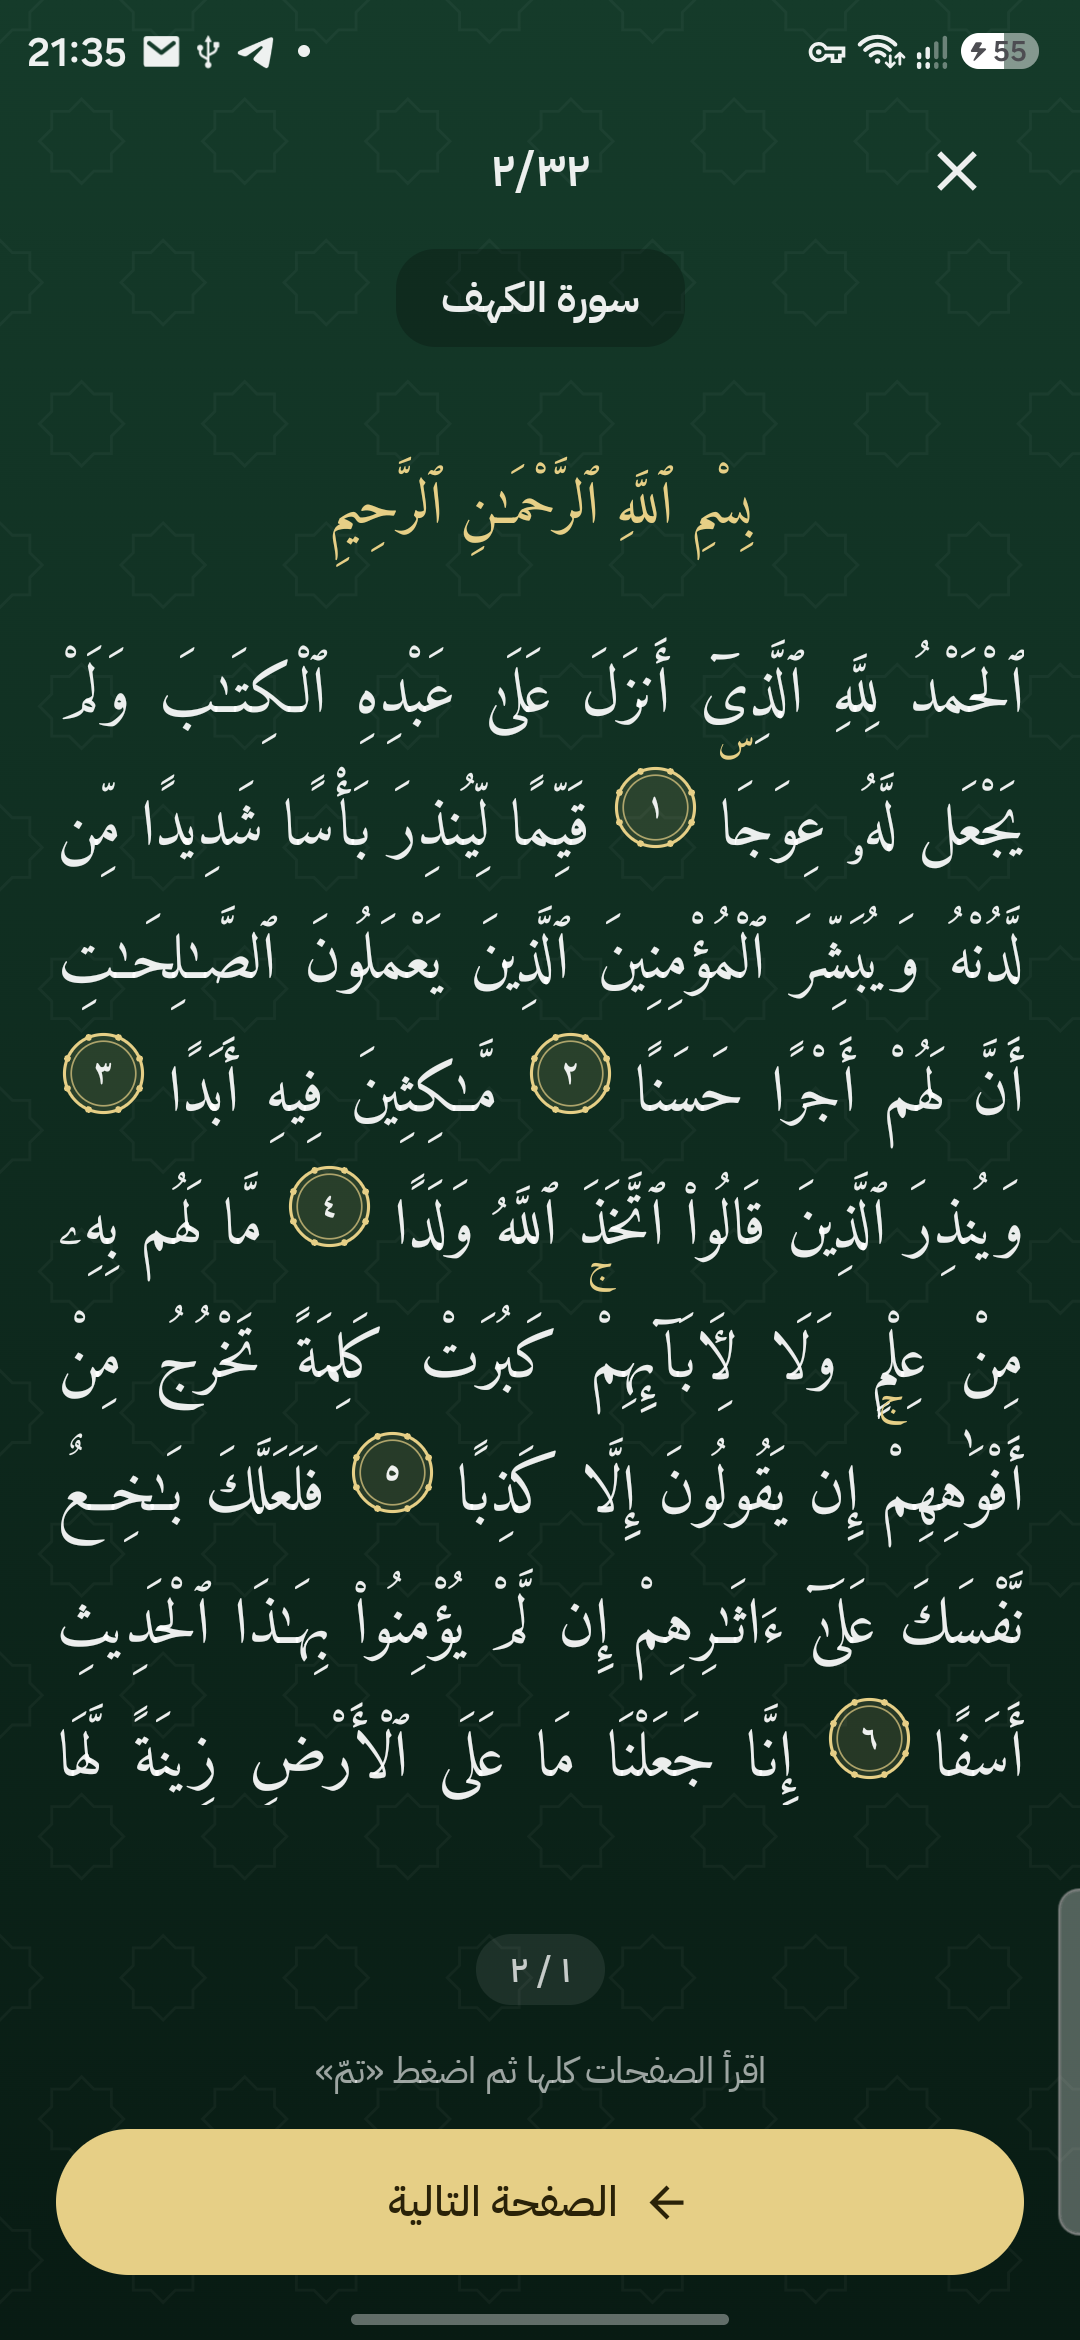 21:35
55
٢/٣٢
سورة الكهف
بِسْمِ ٱللَّهِ ٱلرَّحْمَـٰنِ ٱلرَّحِيمِ
ٱلْحَمْدُ لِلَّهِ ٱلَّذِىٓ أَنزَلَ عَلَىٰ عَبْدِهِ ٱلْكِتَـٰبَ وَلَمْ
يَجْعَل لَّهُۥ عِوَجَا ۜ ١ قَيِّمًا لِّيُنذِرَ بَأْسًا شَدِيدًا مِّن
لَّدُنْهُ وَيُبَشِّرَ ٱلْمُؤْمِنِينَ ٱلَّذِينَ يَعْمَلُونَ ٱلصَّـٰلِحَـٰتِ
أَنَّ لَهُمْ أَجْرًا حَسَنًا ٢ مَّـٰكِثِينَ فِيهِ أَبَدًا ٣
وَيُنذِرَ ٱلَّذِينَ قَالُوا۟ ٱتَّخَذَ ٱللَّهُ وَلَدًا ٤ مَّا لَهُم بِهِۦ
مِنْ عِلْمٍ وَلَا لِـَٔابَآئِهِمْ ۚ كَبُرَتْ كَلِمَةً تَخْرُجُ مِنْ
أَفْوَٰهِهِمْ ۚ إِن يَقُولُونَ إِلَّا كَذِبًا ٥ فَلَعَلَّكَ بَـٰخِعٌ
نَّفْسَكَ عَلَىٰٓ ءَاثَـٰرِهِمْ إِن لَّمْ يُؤْمِنُوا۟ بِهَـٰذَا ٱلْحَدِيثِ
أَسَفًا ٦ إِنَّا جَعَلْنَا مَا عَلَى ٱلْأَرْضِ زِينَةً لَّهَا
١ / ٢
اقرأ الصفحات كلها ثم اضغط «تمّ»
الصفحة التالية